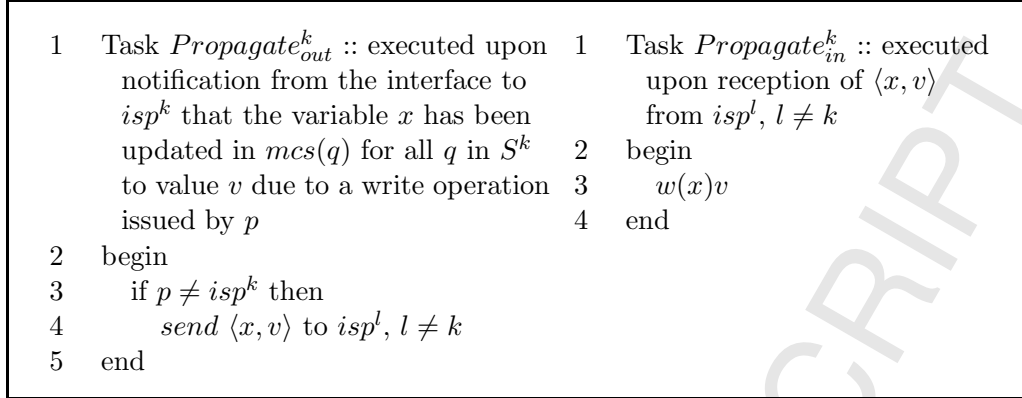 1 Task Propagate^k_out :: executed upon
notification from the interface to
isp^k that the variable x has been
updated in mcs(q) for all q in S^k
to value v due to a write operation
issued by p
2 begin
3 if p ≠ isp^k then
4 send ⟨x, v⟩ to isp^l, l ≠ k
5 end
1 Task Propagate^k_in :: executed
upon reception of ⟨x, v⟩
from isp^l, l ≠ k
2 begin
3 w(x)v
4 end
CRIPT